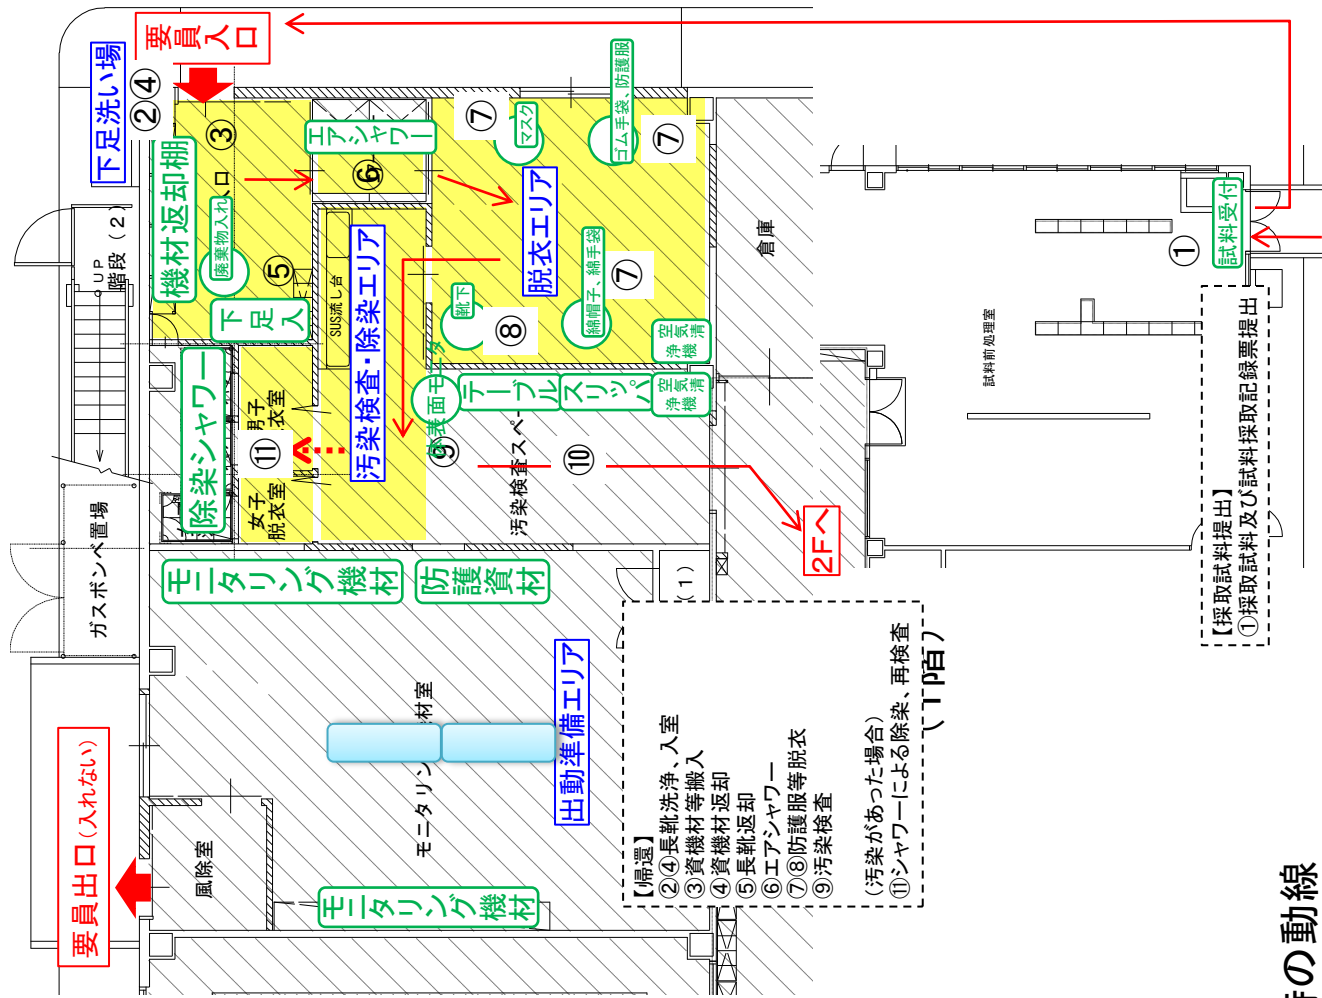 要員
入口
下足洗い場
②④
③
機材返却棚
入口
廃棄物入れ
⑤
下足入
エアシャワー
⑥
⑦
マスク
ゴム手袋、防護服
⑦
脱衣エリア
靴下
⑧
綿帽子、綿手袋
⑦
空気清
浄機
UP
階段(2)
SUS流し台
汚染検査・除染エリア
除染シャワー
男子
衣室
⑪
女子
脱衣室
体表面モニタ
テーブル
スリッパ
空気清
浄機
⑨
⑩
汚染検査スペー
2Fへ
倉庫
試料前処理室
①
試料受付
ガスボンベ置場
モニタリング機材
防護資
材
(1)
出動準備エリア
モニタリン
材室
モニタリング機材
風除室
要員出口(入れない)
【帰還】
②④長靴洗浄、入室
③資機材等搬入
④資機材返却
⑤長靴返却
⑥エアシャワー
⑦⑧防護服等脱衣
⑨汚染検査
(汚染があった場合)
⑪シャワーによる除染、再検査
(1階)
【採取試料提出】
①採取試料及び試料採取記録票提出
時の動線